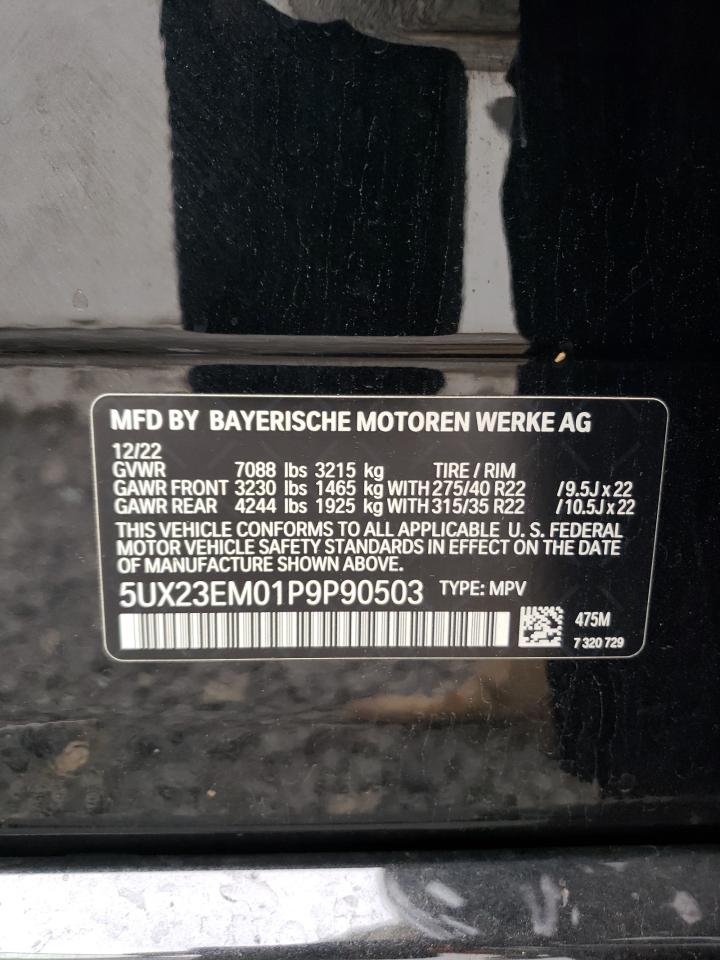 MFD BY BAYERISCHE MOTOREN WERKE AG
12/22
GVWR 7088 lbs 3215 kg TIRE / RIM
GAWR FRONT 3230 lbs 1465 kg WITH 275/40 R22 /9.5J x 22
GAWR REAR 4244 lbs 1925 kg WITH 315/35 R22 /10.5J x 22
THIS VEHICLE CONFORMS TO ALL APPLICABLE U. S. FEDERAL
MOTOR VEHICLE SAFETY STANDARDS IN EFFECT ON THE DATE
OF MANUFACTURE SHOWN ABOVE.
5UX23EM01P9P90503 TYPE: MPV
475M
7 320 729